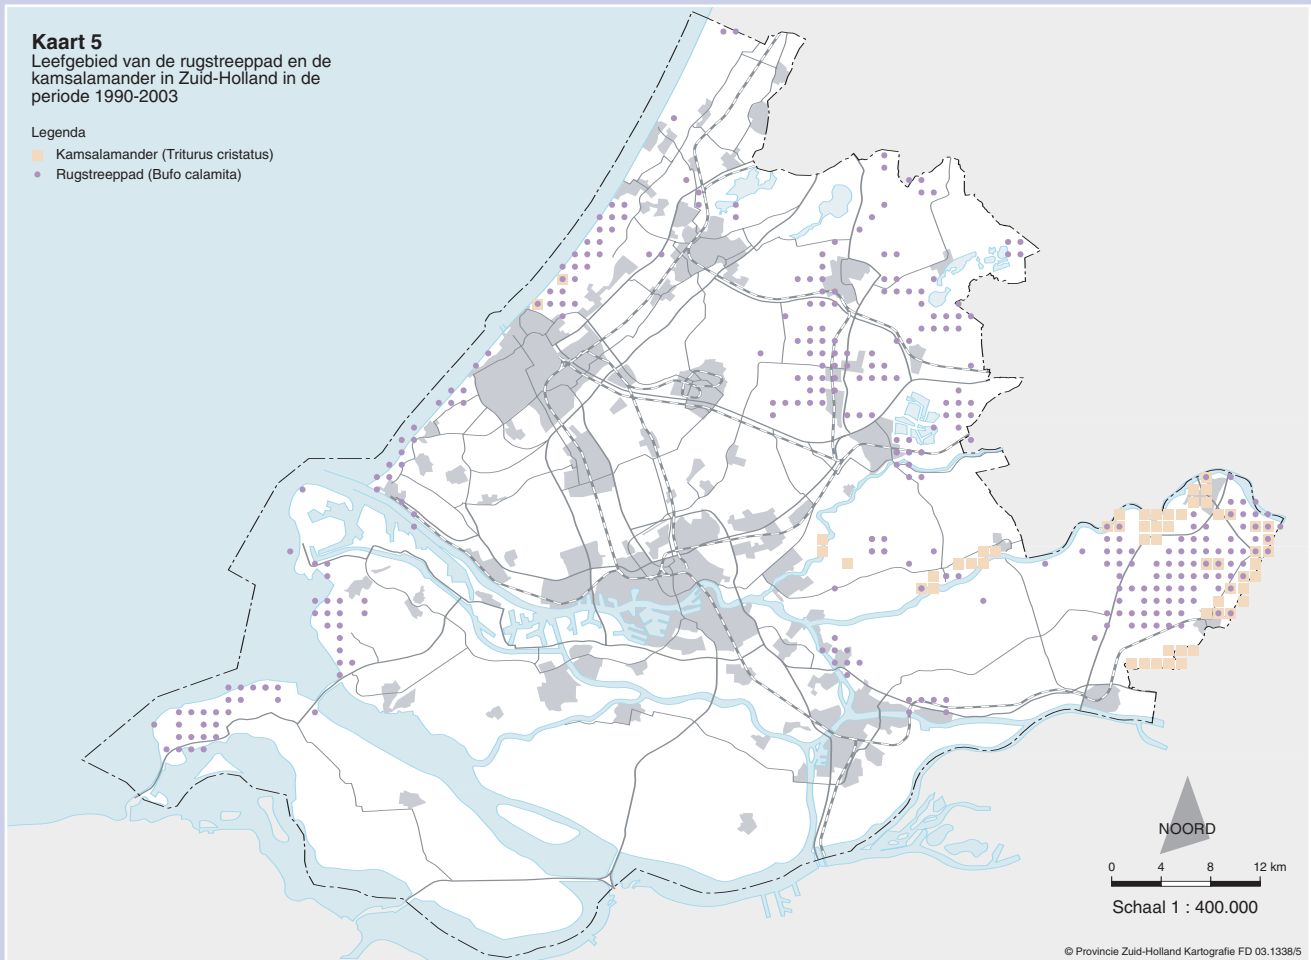 Kaart 5
Leefgebied van de rugstreeppad en de
kamsalamander in Zuid-Holland in de
periode 1990-2003
Legenda
Kamsalamander (Triturus cristatus)
Rugstreeppad (Bufo calamita)
NOORD
0 4 8 12 km
Schaal 1 : 400.000
© Provincie Zuid-Holland Kartografie FD 03.1338/5